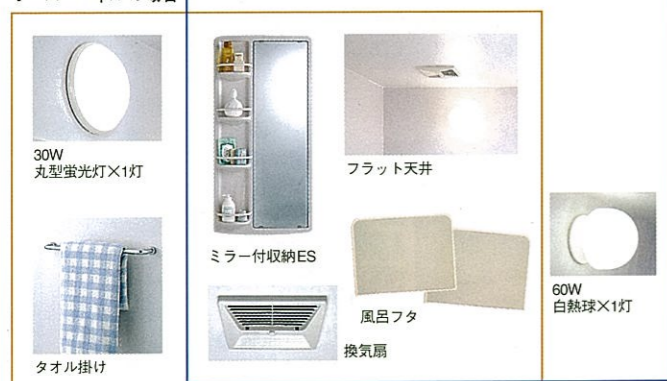 30W
丸型蛍光灯×1灯
タオル掛け
ミラー付収納ES
換気扇
フラット天井
風呂フタ
60W
白熱球×1灯